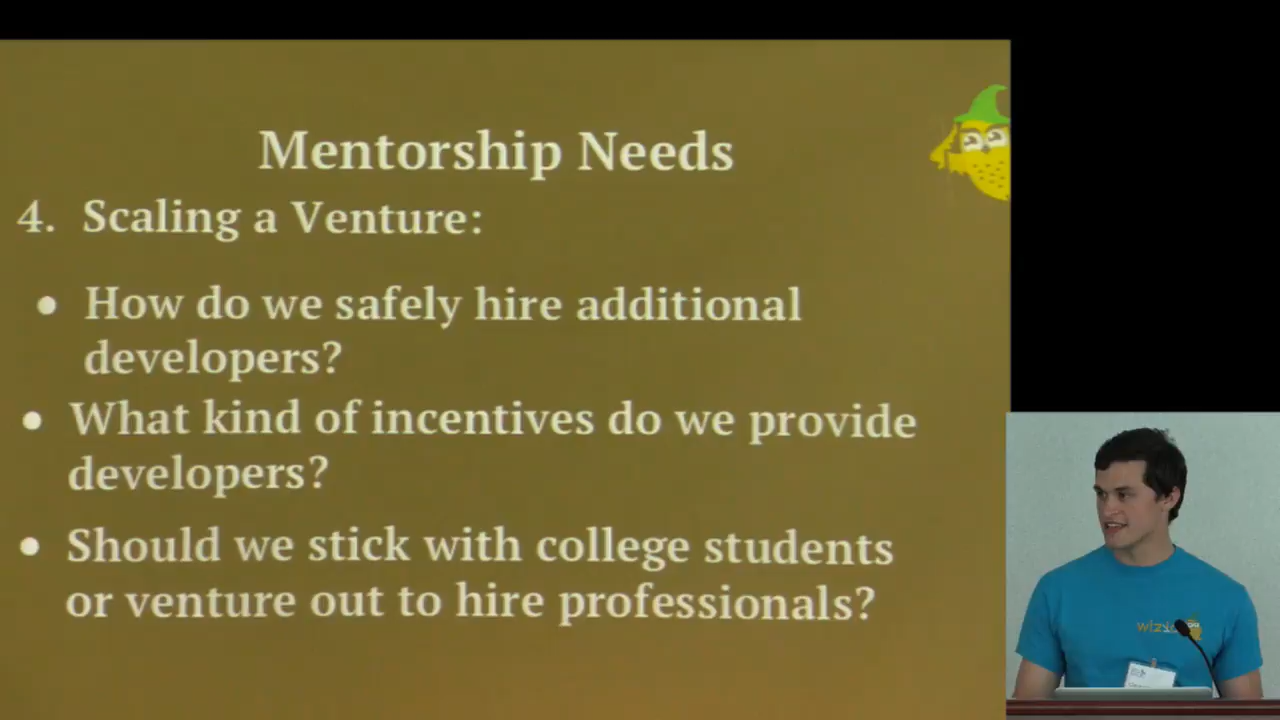 Mentorship Needs
4. Scaling a Venture:
• How do we safely hire additional
developers?
• What kind of incentives do we provide
developers?
• Should we stick with college students
or venture out to hire professionals?